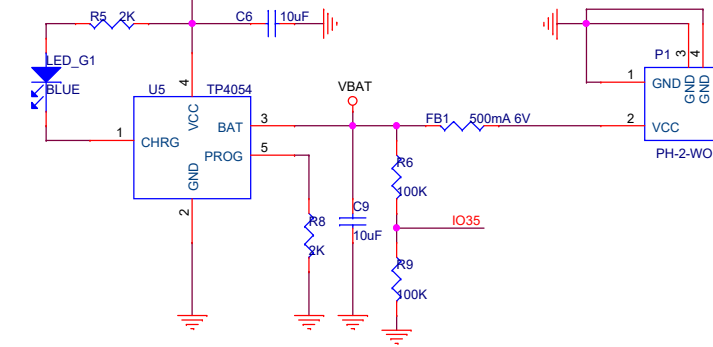 R5 2K
C6 10uF
LED_G1
BLUE
P1
3
4
U5 TP4054
4
VBAT
1
GND
GND
GND
VCC
3
FB1 500mA 6V
2
BAT
VCC
1
CHRG
5
PROG
PH-2-WO
GND
R6
2
100K
C9
R8
IO35
10uF
2K
R9
100K